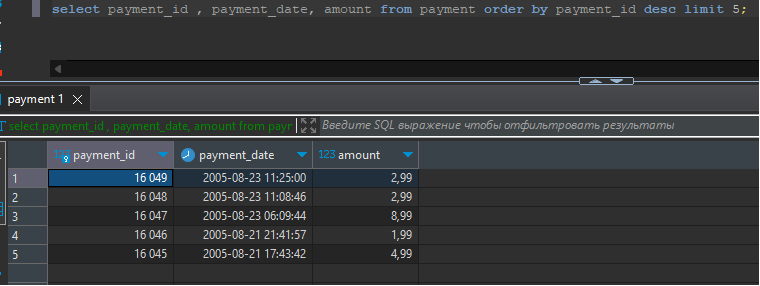 select payment_id , payment_date, amount from payment order by payment_id desc limit 5;
payment 1
select payment_id , payment_date, amount from payr Введите SQL выражение чтобы отфильтровать результаты
payment_id payment_date 123 amount
1 16 049 2005-08-23 11:25:00 2,99
2 16 048 2005-08-23 11:08:46 2,99
3 16 047 2005-08-23 06:09:44 8,99
4 16 046 2005-08-21 21:41:57 1,99
5 16 045 2005-08-21 17:43:42 4,99